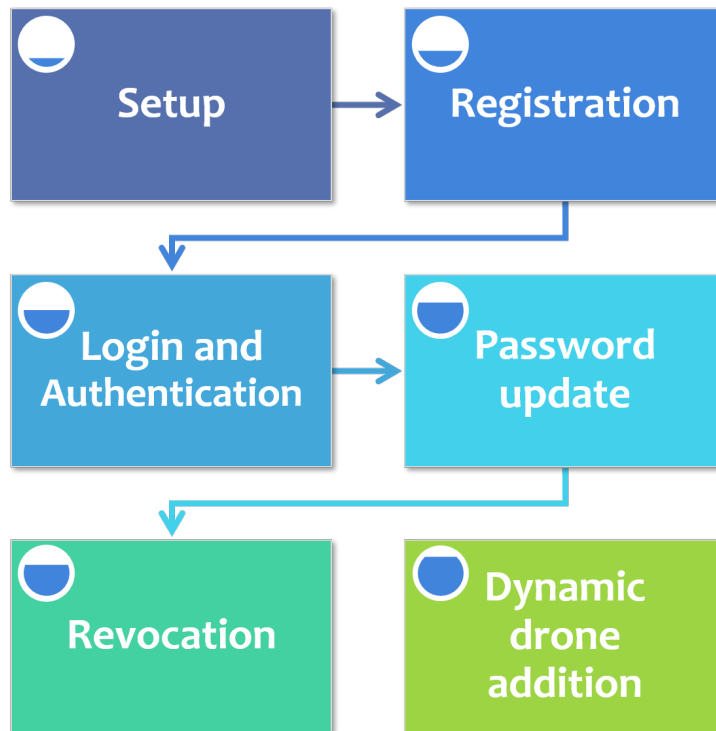 Setup
Registration
Login and
Authentication
Password
update
Revocation
Dynamic
drone
addition